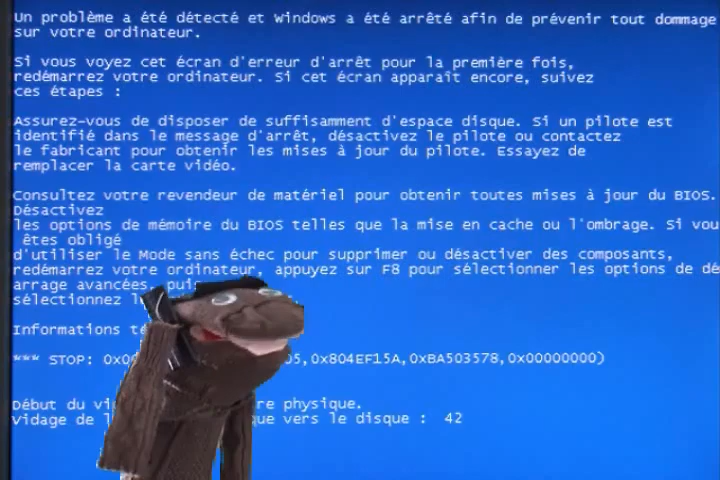 Un problème a été détecté et Windows a été arrêté afin de prévenir tout dommage
sur votre ordinateur.
Si vous voyez cet écran d'erreur d'arrêt pour la première fois,
redémarrez votre ordinateur. Si cet écran apparaît encore, suivez
ces étapes :
Assurez-vous de disposer de suffisamment d'espace disque. Si un pilote est
identifié dans le message d'arrêt, désactivez le pilote ou contactez
le fabricant pour obtenir les mises à jour du pilote. Essayez de
remplacer la carte vidéo.
Consultez votre revendeur de matériel pour obtenir toutes mises à jour du BIOS.
Désactivez
les options de mémoire du BIOS telles que la mise en cache ou l'ombrage. Si vou
êtes obligé
d'utiliser le Mode sans échec pour supprimer ou désactiver des composants,
redémarrez votre ordinateur, appuyez sur F8 pour sélectionner les options de dé
arrage avancées, puis
sélectionnez l
Informations te
*** STOP: 0x0 05,0x804EF15A,0xBA503578,0x00000000)
Début du vi re physique.
Vidage de l que vers le disque : 42